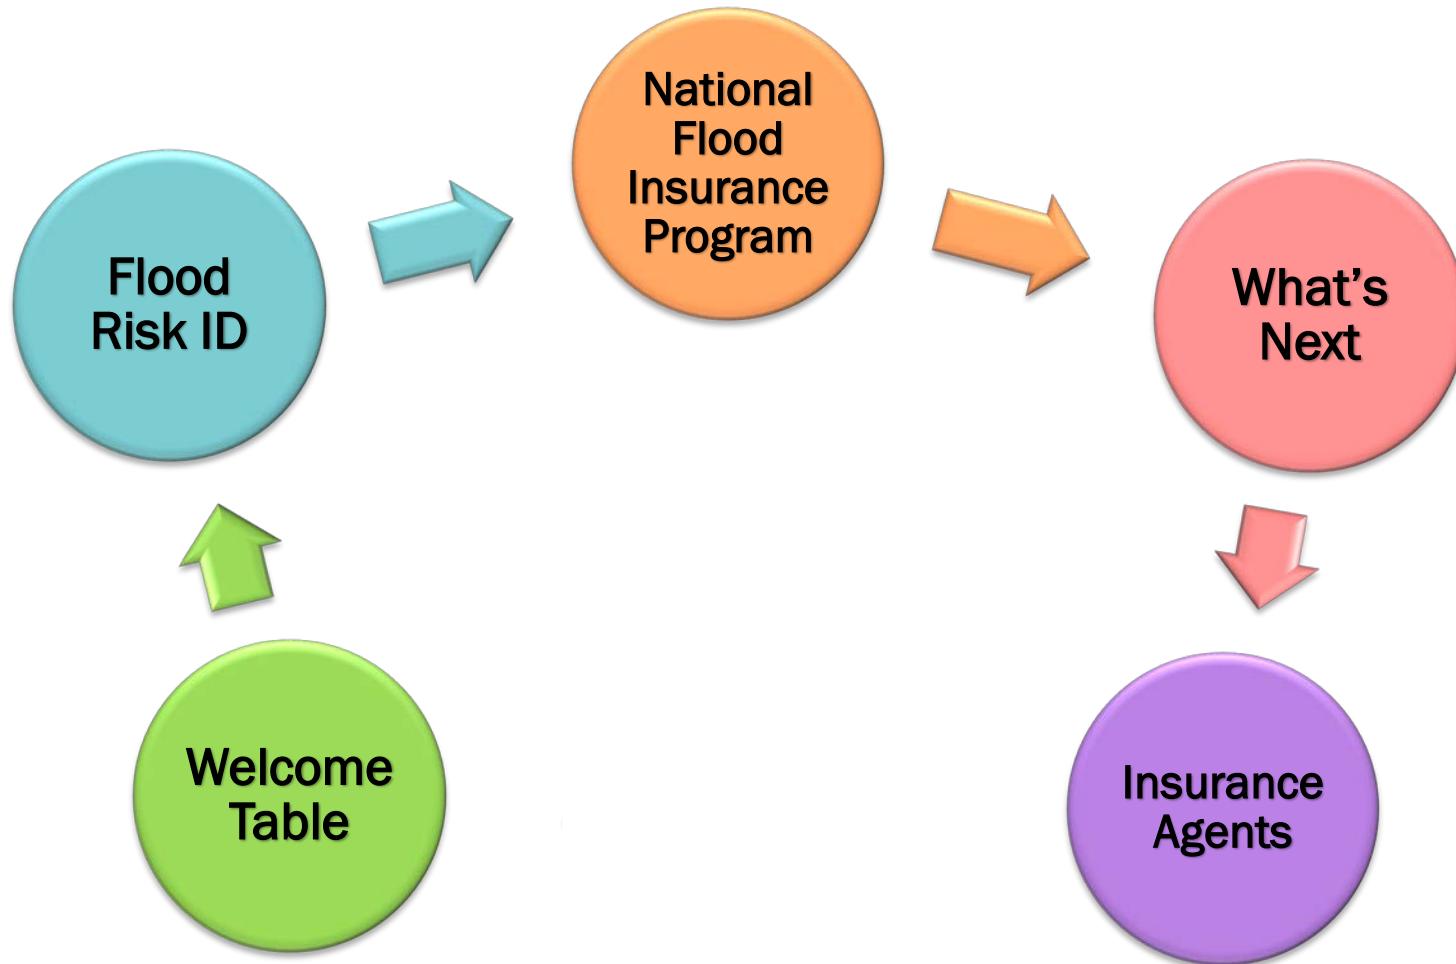 National
Flood
Insurance
Program
Flood
Risk ID
What’s
Next
Welcome
Table
Insurance
Agents